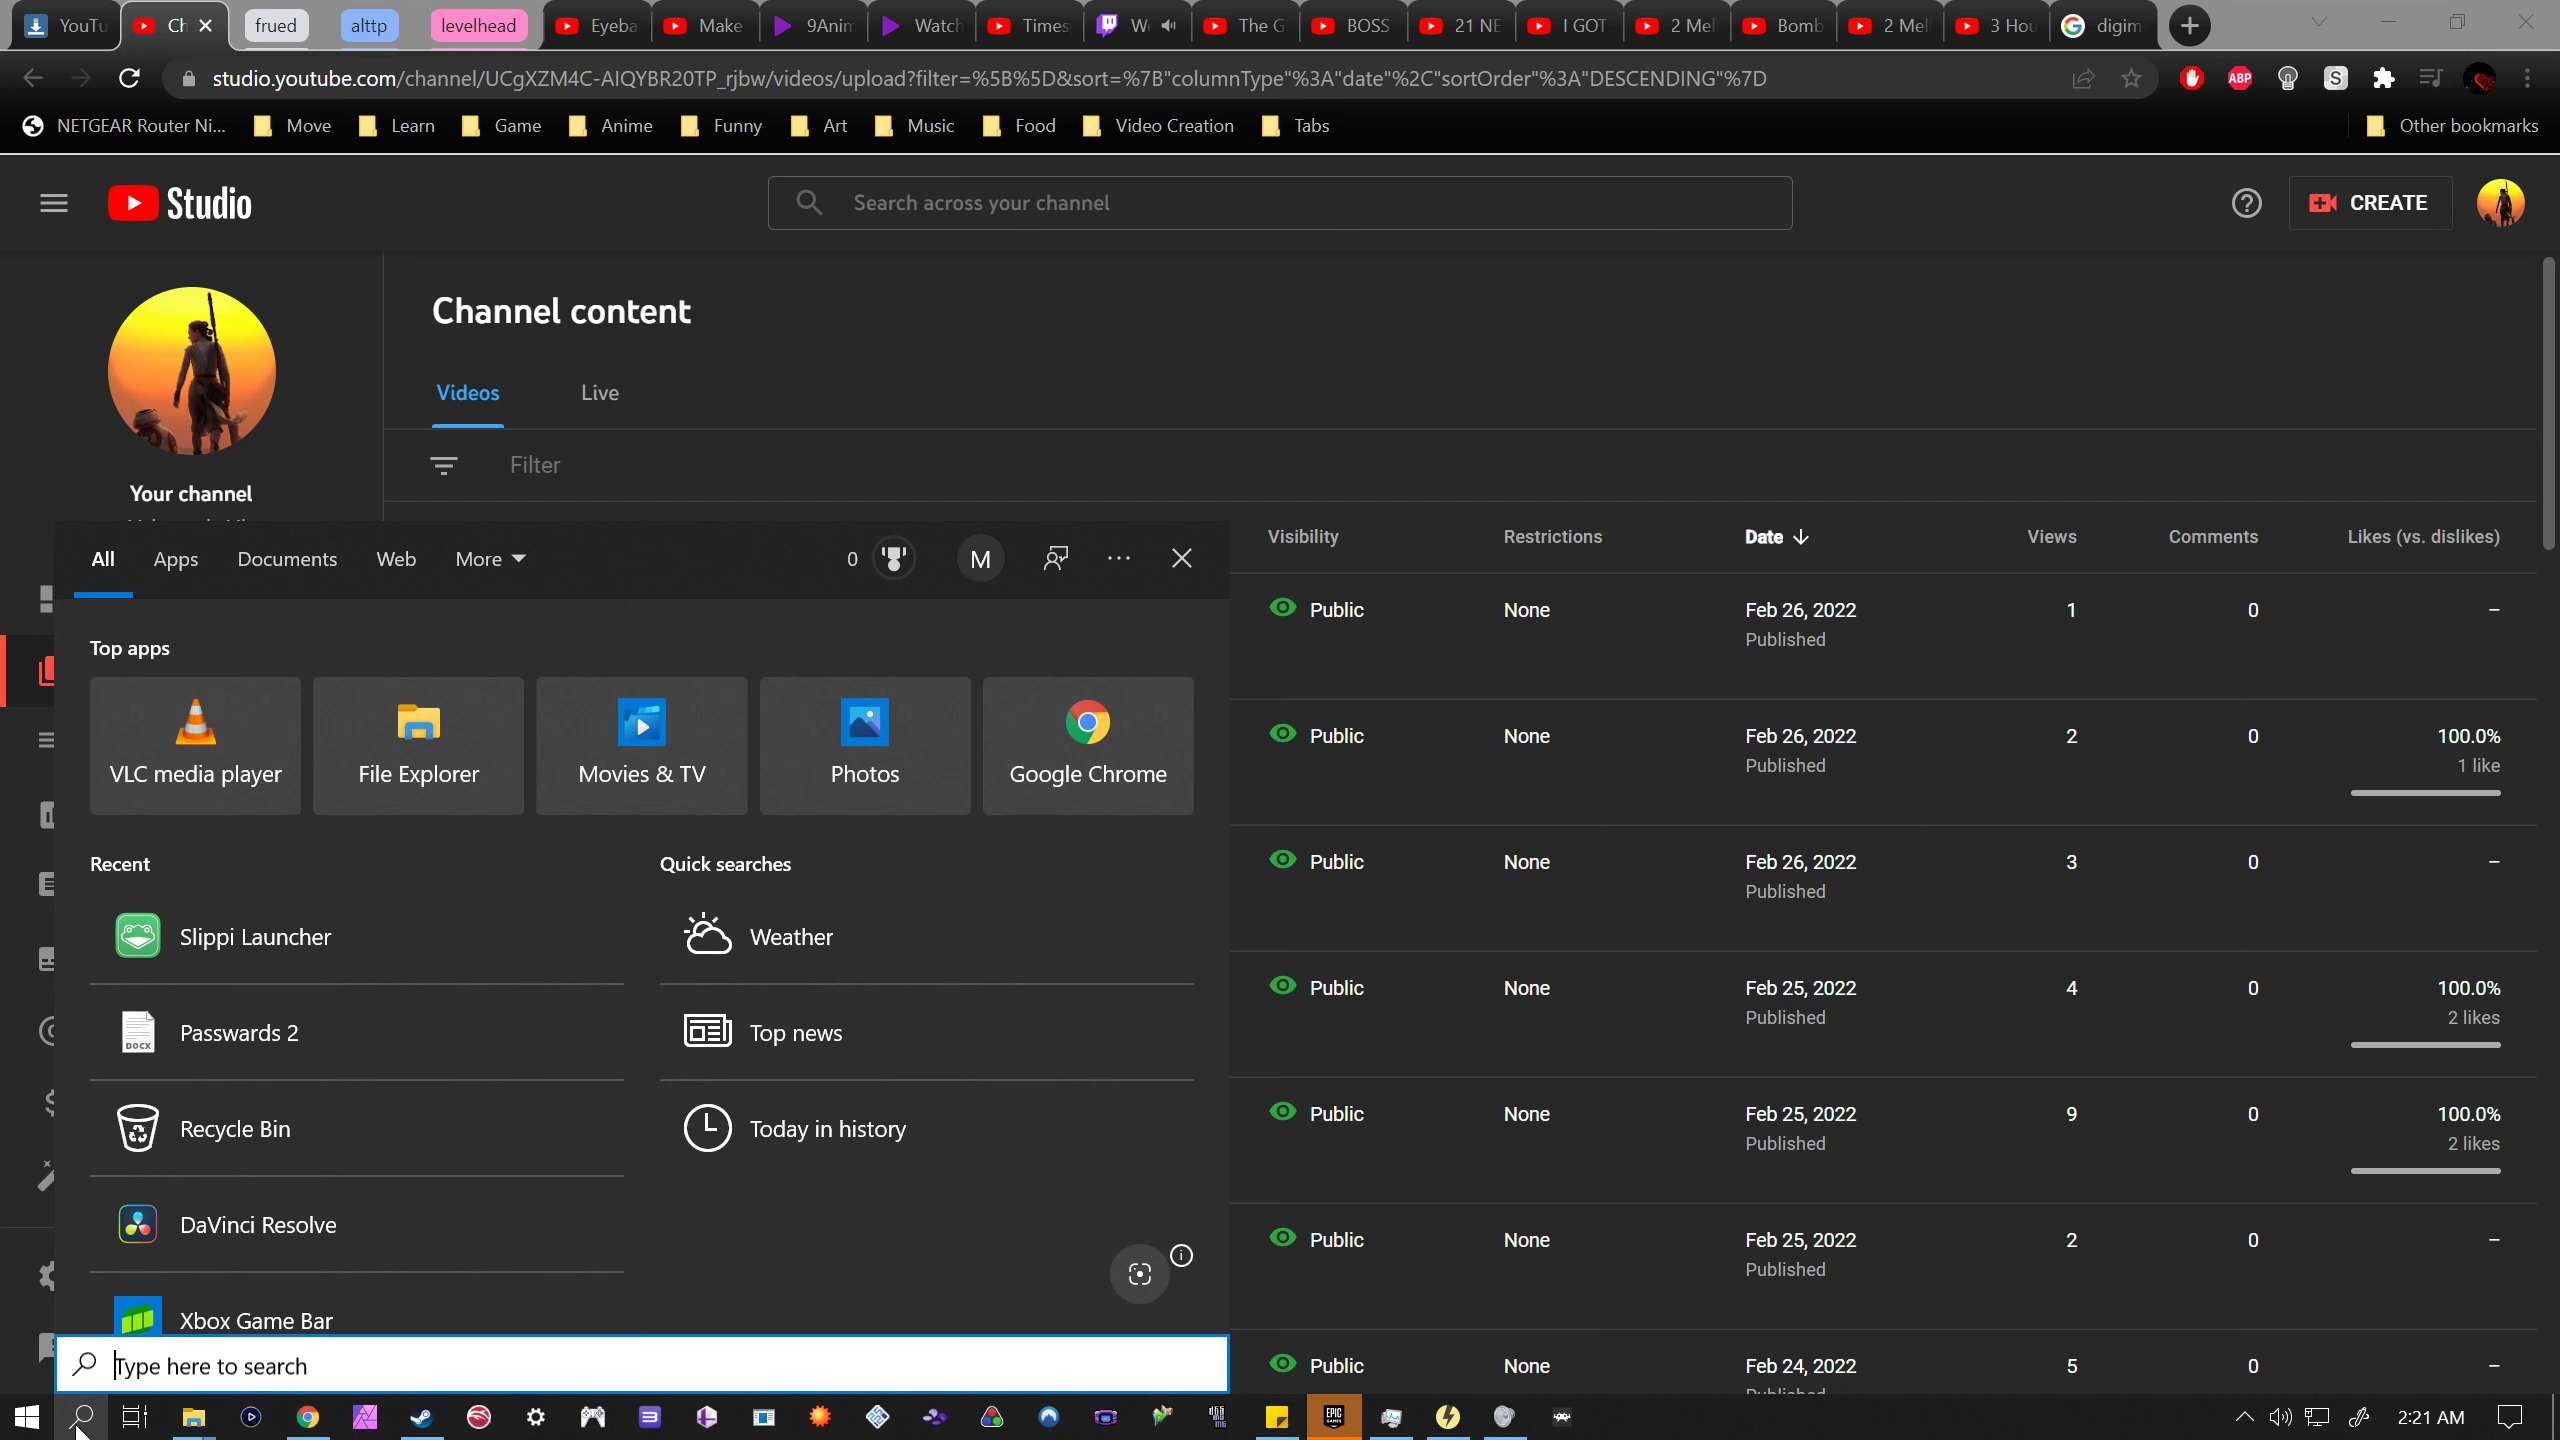 YouTu
Ch
frued
alttp
levelhead
Eyeba
Make
9Anim
Watch
Times
The G
BOSS
21 NE
I GOT
2 Mel
Bomb
2 Mel
3 Hou
digim
studio.youtube.com/channel/UCgXZM4C-AIQYBR20TP_rjbw/videos/upload?filter=%5B%5D&sort=%7B"columnType"%3A"date"%2C"sortOrder"%3A"DESCENDING"%7D
ABP
S
NETGEAR Router Ni...
Move
Learn
Game
Anime
Funny
Art
Music
Food
Video Creation
Tabs
Other bookmarks
Studio
Search across your channel
CREATE
Channel content
Videos
Live
Filter
Your channel
Visibility
Restrictions
Date
Views
Comments
Likes (vs. dislikes)
Public
None
Feb 26, 2022
Published
1
0
–
Public
None
Feb 26, 2022
Published
2
0
100.0%
1 like
Public
None
Feb 26, 2022
Published
3
0
–
Public
None
Feb 25, 2022
Published
4
0
100.0%
2 likes
Public
None
Feb 25, 2022
Published
9
0
100.0%
2 likes
Public
None
Feb 25, 2022
Published
2
0
–
Public
None
Feb 24, 2022
5
0
–
All
Apps
Documents
Web
More
0
M
Top apps
VLC media player
File Explorer
Movies & TV
Photos
Google Chrome
Recent
Quick searches
Slippi Launcher
Weather
DOCX
Passwards 2
Top news
Recycle Bin
Today in history
DaVinci Resolve
Xbox Game Bar
Type here to search
EPIC
GAMES
2:21 AM